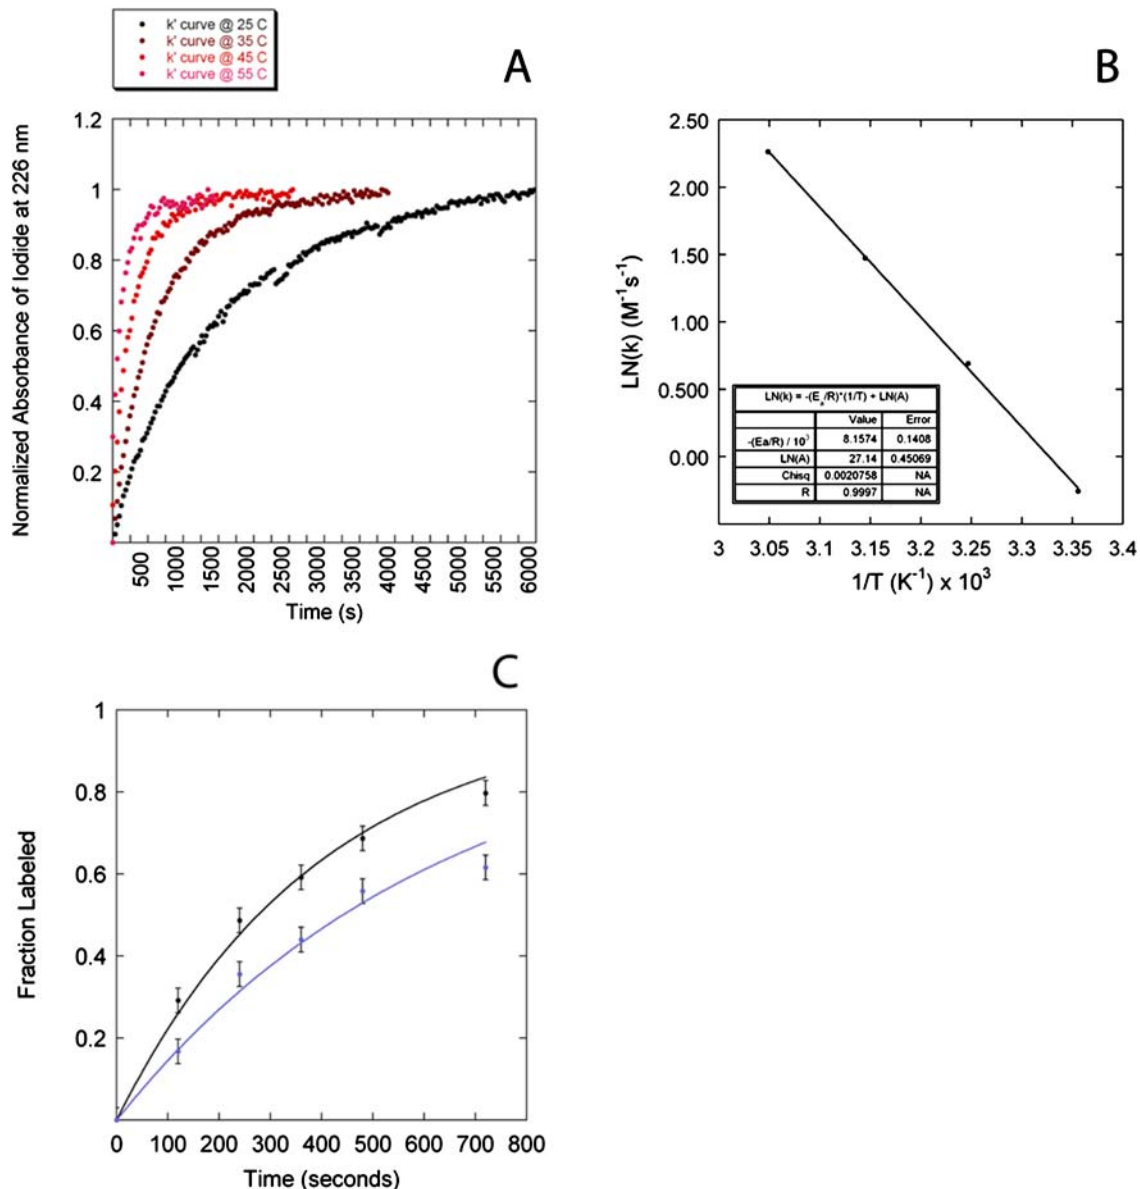 k' curve @ 25 C
k' curve @ 35 C
k' curve @ 45 C
k' curve @ 55 C
A
Normalized Absorbance of Iodide at 226 nm
1.2
1
0.8
0.6
0.4
0.2
500 1000 1500 2000 2500 3000 3500 4000 4500 5000 5500 6000
Time (s)
B
LN(k) (M⁻¹s⁻¹)
2.50
2.00
1.50
1.00
0.500
0.00
LN(k) = -(Eₐ/R)*(1/T) + LN(A)
Value Error
-(Ea/R) / 10³ 8.1574 0.1408
LN(A) 27.14 0.45069
Chisq 0.0020758 NA
R 0.9997 NA
3 3.05 3.1 3.15 3.2 3.25 3.3 3.35 3.4
1/T (K⁻¹) x 10³
C
Fraction Labeled
1
0.8
0.6
0.4
0.2
0 100 200 300 400 500 600 700 800
Time (seconds)